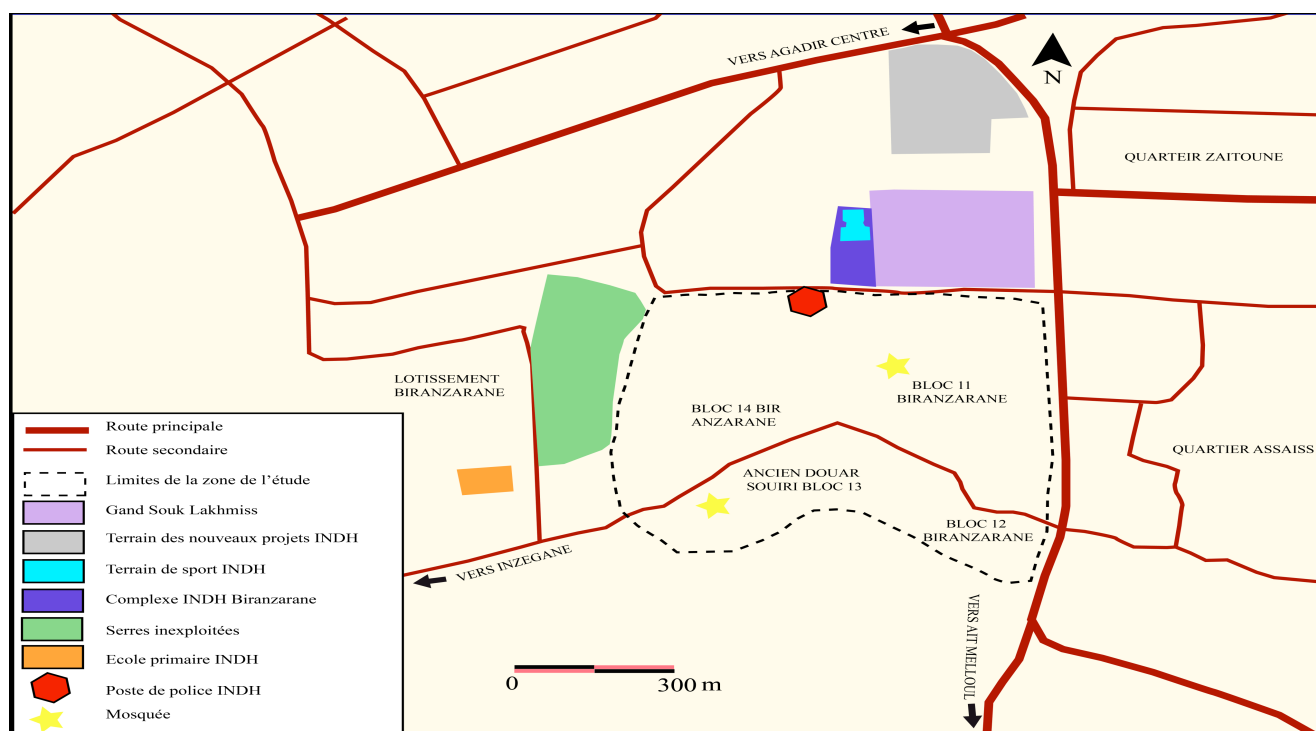 VERS AGADIR CENTRE
N
QUARTEIR ZAITOUNE
LOTISSEMENT
BIRANZARANE
BLOC 11
BIRANZARANE
BLOC 14 BIR
ANZARANE
QUARTIER ASSAISS
ANCIEN DOUAR
SOUIRI BLOC 13
BLOC 12
BIRANZARANE
VERS INZEGANE
VERS AIT MELLOUL
0
300 m
Route principale
Route secondaire
Limites de la zone de l’étude
Gand Souk Lakhmiss
Terrain des nouveaux projets INDH
Terrain de sport INDH
Complexe INDH Biranzarane
Serres inexploitées
Ecole primaire INDH
Poste de police INDH
Mosquée